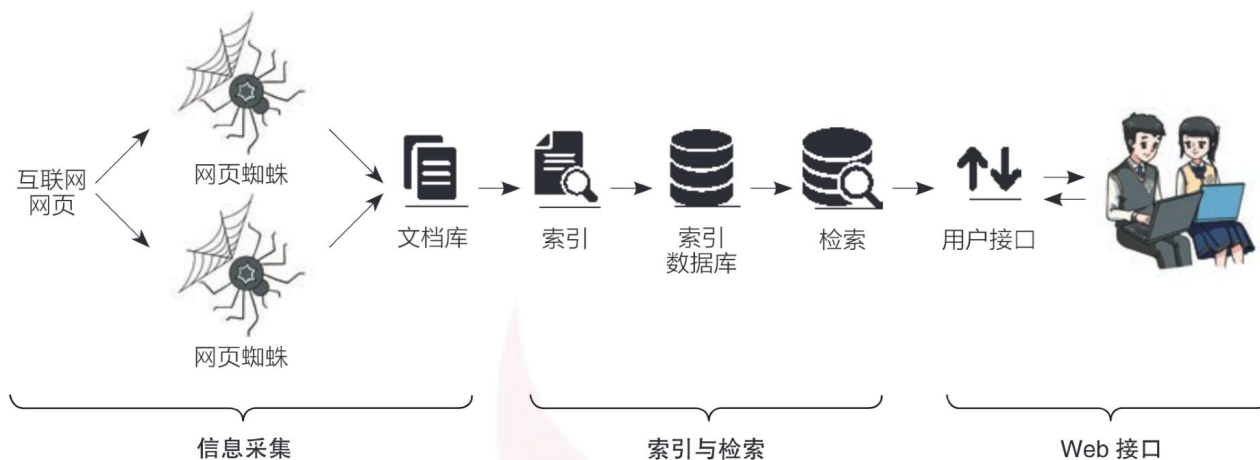 互联网
网页
网页蜘蛛
网页蜘蛛
文档库
索引
索引
数据库
检索
用户接口
信息采集
索引与检索
Web 接口